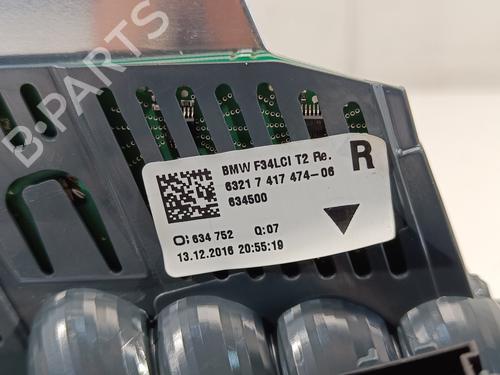 B-PARTS
BMW F34LCI T2 Re.
R
6321 7 417 474-06
634500
O: 634 752 Q: 07
13.12.2016 20:55:19